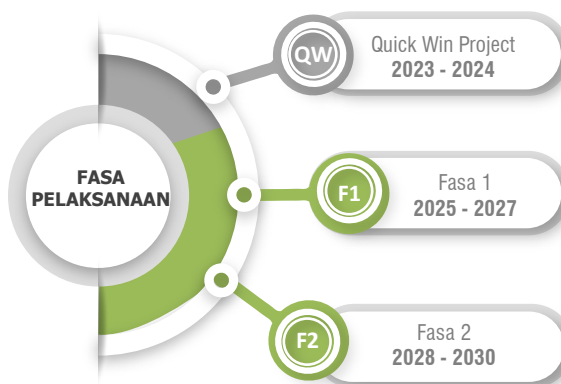 QW
Quick Win Project
2023 - 2024
FASA
PELAKSANAAN
F1
Fasa 1
2025 - 2027
F2
Fasa 2
2028 - 2030